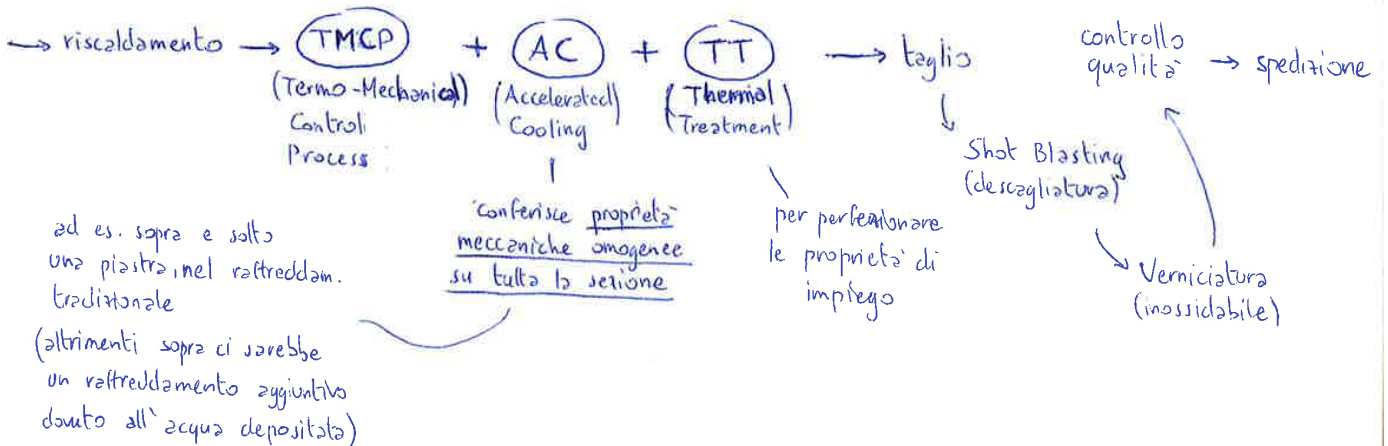 → riscaldamento → TMCP + AC + TT → taglio
(Termo-Mechanical)
Control
Process
(Accelerated)
Cooling
(Thermal
Treatment)
controllo
qualità → spedizione
Shot Blasting
(descagliatura)
Verniciatura
(inossidabile)
conferisce proprietà
meccaniche omogenee
su tutta la sezione
per perfezionare
le proprietà di
impiego
ad es. sopra e sotto
una piastra, nel raffreddam.
tradizionale
(altrimenti sopra ci sarebbe
un raffreddamento aggiuntivo
dovuto all'acqua depositata)